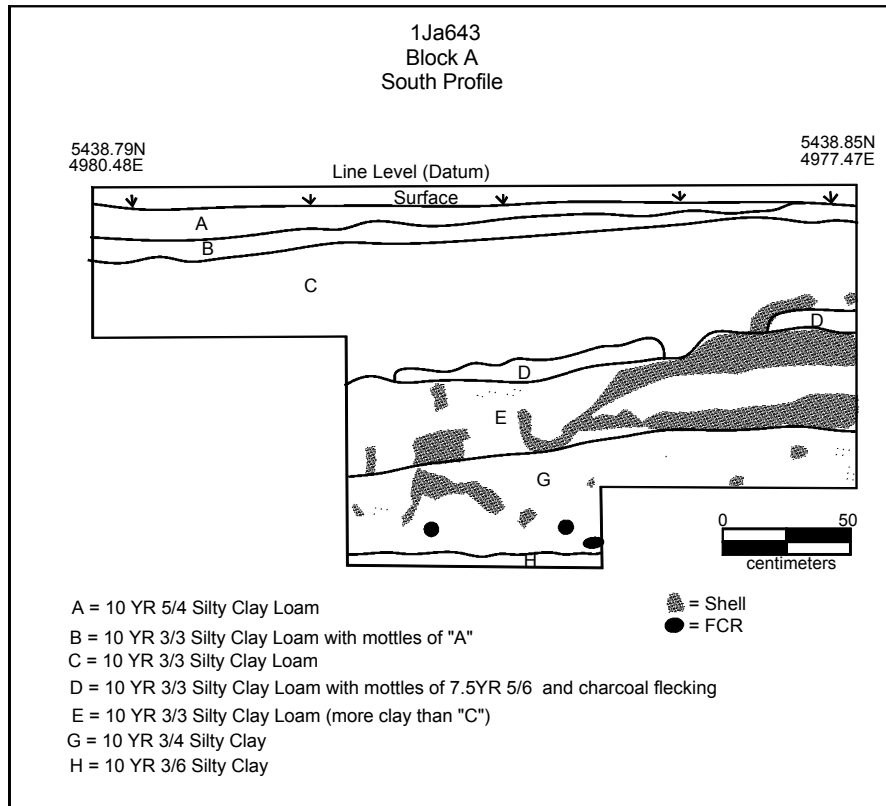 1Ja643
Block A
South Profile
5438.79N
4980.48E
5438.85N
4977.47E
Line Level (Datum)
Surface
A
B
C
D
D
E
G
H
0 50
centimeters
= Shell
= FCR
A = 10 YR 5/4 Silty Clay Loam
B = 10 YR 3/3 Silty Clay Loam with mottles of "A"
C = 10 YR 3/3 Silty Clay Loam
D = 10 YR 3/3 Silty Clay Loam with mottles of 7.5YR 5/6 and charcoal flecking
E = 10 YR 3/3 Silty Clay Loam (more clay than "C")
G = 10 YR 3/4 Silty Clay
H = 10 YR 3/6 Silty Clay